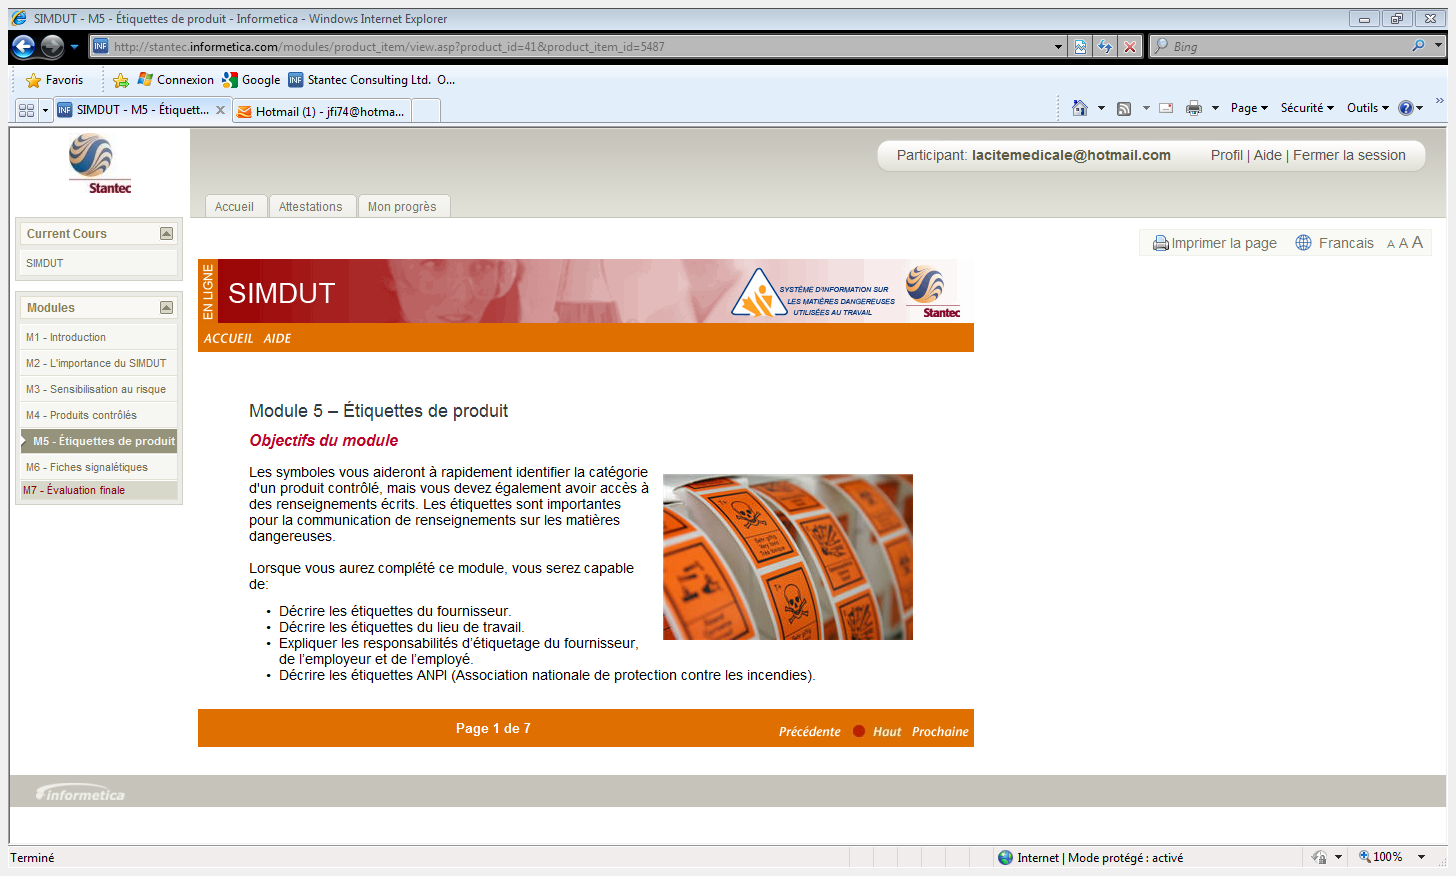 SIMDUT - M5 - Étiquettes de produit - Informetica - Windows Internet Explorer
http://stantec.informetica.com/modules/product_item/view.asp?product_id=41&product_item_id=5487
Bing
Favoris
Connexion
Google
INF
Stantec Consulting Ltd. O...
SIMDUT - M5 - Étiquett...
Hotmail (1) - jfi74@hotma...
Page
Sécurité
Outils
Stantec
Participant: lacitemedicale@hotmail.com
Profil | Aide | Fermer la session
Accueil
Attestations
Mon progrès
Imprimer la page
Francais
A A A
Current Cours
SIMDUT
Modules
M1 - Introduction
M2 - L'importance du SIMDUT
M3 - Sensibilisation au risque
M4 - Produits contrôlés
M5 - Étiquettes de produit
M6 - Fiches signalétiques
M7 - Évaluation finale
EN LIGNE
SIMDUT
SYSTÈME D'INFORMATION SUR
LES MATIÈRES DANGEREUSES
UTILISÉES AU TRAVAIL
Stantec
ACCUEIL AIDE
Module 5 – Étiquettes de produit
Objectifs du module
Les symboles vous aideront à rapidement identifier la catégorie
d'un produit contrôlé, mais vous devez également avoir accès à
des renseignements écrits. Les étiquettes sont importantes
pour la communication de renseignements sur les matières
dangereuses.
Lorsque vous aurez complété ce module, vous serez capable
de:
• Décrire les étiquettes du fournisseur.
• Décrire les étiquettes du lieu de travail.
• Expliquer les responsabilités d'étiquetage du fournisseur,
de l'employeur et de l'employé.
• Décrire les étiquettes ANPI (Association nationale de protection contre les incendies).
Page 1 de 7
Précédente
Haut
Prochaine
informetica
Terminé
Internet | Mode protégé : activé
100%